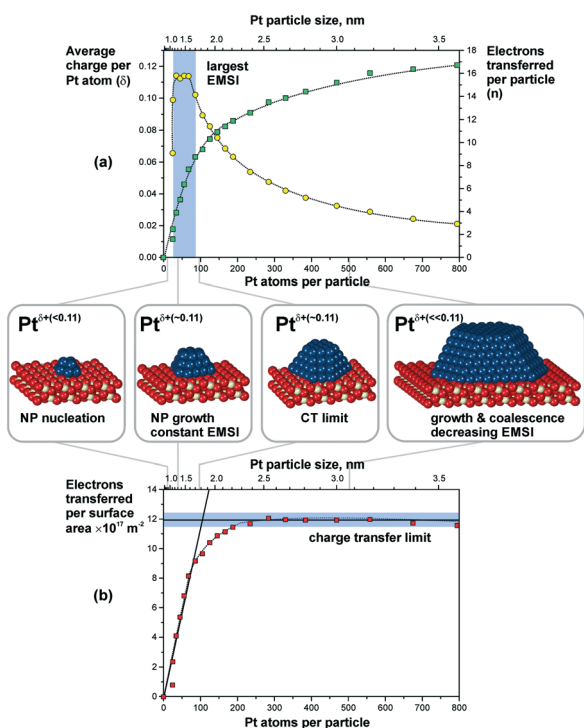 Pt particle size, nm
1.0 1.5 2.0 2.5 3.0 3.5
Average
charge per
Pt atom (δ)
largest
EMSI
Electrons
transferred
per particle
(n)
0.12
0.10
0.08
0.06
0.04
0.02
0.00
18
16
14
12
10
8
6
4
2
0
(a)
0 100 200 300 400 500 600 700 800
Pt atoms per particle
Ptδ+(<0.11)
NP nucleation
Ptδ+(~0.11)
NP growth
constant EMSI
Ptδ+(~0.11)
CT limit
Ptδ+(<<0.11)
growth & coalescence
decreasing EMSI
Pt particle size, nm
1.0 1.5 2.0 2.5 3.0 3.5
Electrons
transferred
per surface
area ×10¹⁷ m⁻²
14
12
10
8
6
4
2
0
charge transfer limit
(b)
0 100 200 300 400 500 600 700 800
Pt atoms per particle